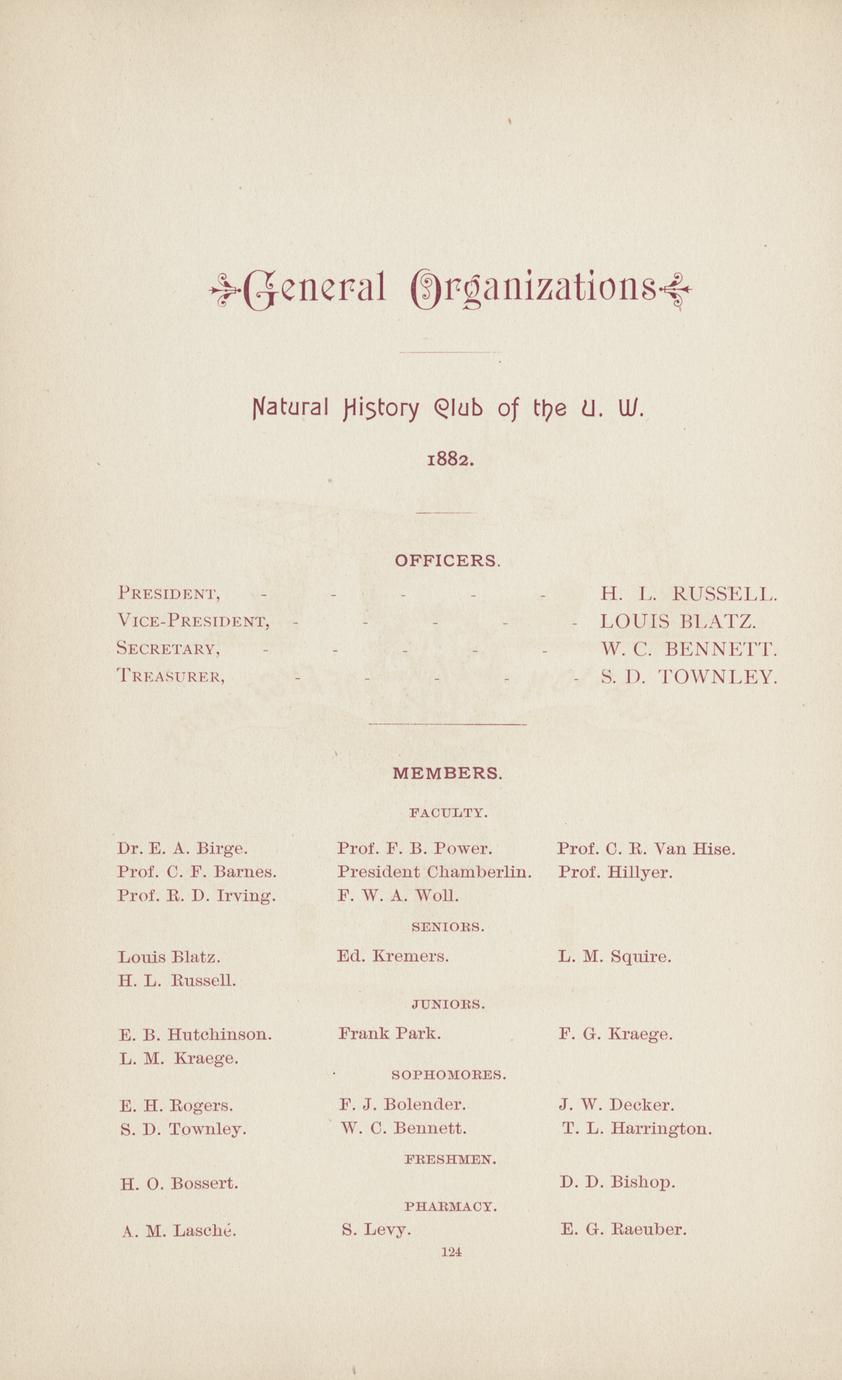 General Organizations
Natural History Club of the U. W.
1882.
OFFICERS.
PRESIDENT, - - - - - H. L. RUSSELL.
VICE-PRESIDENT, - - - - - LOUIS BLATZ.
SECRETARY, - - - - - W. C. BENNETT.
TREASURER, - - - - - S. D. TOWNLEY.
MEMBERS.
FACULTY.
Dr. E. A. Birge. Prof. F. B. Power. Prof. C. R. Van Hise.
Prof. C. F. Barnes. President Chamberlin. Prof. Hillyer.
Prof. R. D. Irving. F. W. A. Woll.
SENIORS.
Louis Blatz. Ed. Kremers. L. M. Squire.
H. L. Russell.
JUNIORS.
E. B. Hutchinson. Frank Park. F. G. Kraege.
L. M. Kraege.
SOPHOMORES.
E. H. Rogers. F. J. Bolender. J. W. Decker.
S. D. Townley. W. C. Bennett. T. L. Harrington.
FRESHMEN.
H. O. Bossert. D. D. Bishop.
PHARMACY.
A. M. Lasché. S. Levy. E. G. Raeuber.
124